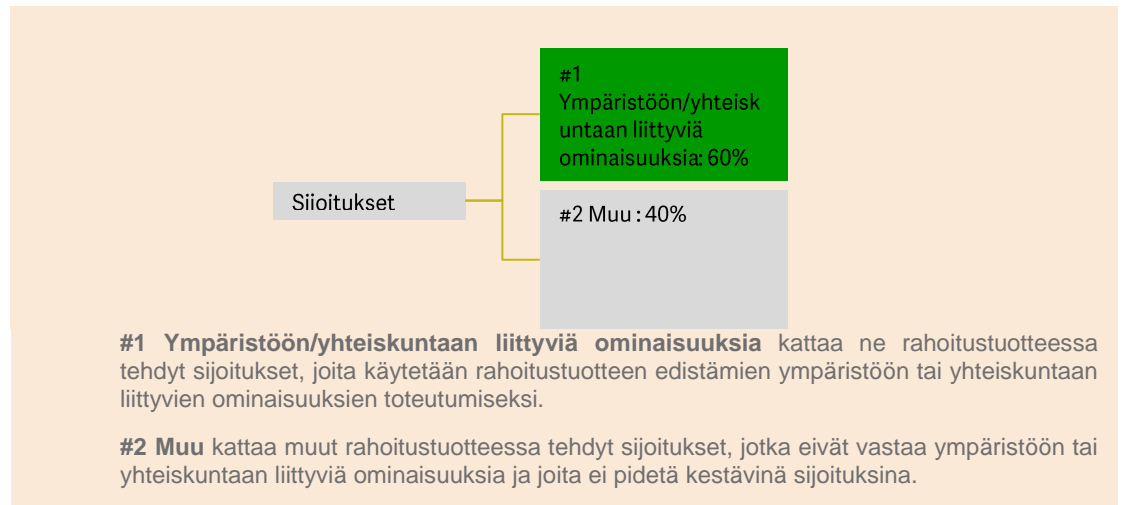 #1
Ympäristöön/yhteisk
untaan liittyviä
ominaisuuksia: 60%
Siioitukset
#2 Muu : 40%
#1 Ympäristöön/yhteiskuntaan liittyviä ominaisuuksia kattaa ne rahoitustuotteessa
tehdyt sijoitukset, joita käytetään rahoitustuotteen edistämien ympäristöön tai yhteiskuntaan
liittyvien ominaisuuksien toteutumiseksi.
#2 Muu kattaa muut rahoitustuotteessa tehdyt sijoitukset, jotka eivät vastaa ympäristöön tai
yhteiskuntaan liittyviä ominaisuuksia ja joita ei pidetä kestävinä sijoituksina.